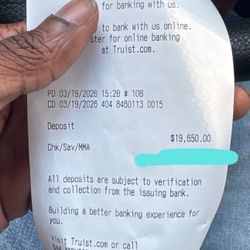 for banking with us.
to bank with us online.
ter for online banking
at Truist.com.
PD 03/19/2026 15:28 # 108
CD 03/19/2026 404 8460113 0015
Deposit
$19,650.00
Chk/Sav/MMA
All deposits are subject to verification
and collection from the issuing bank.
Building a better banking experience for
you.
Visit Truist.com or call